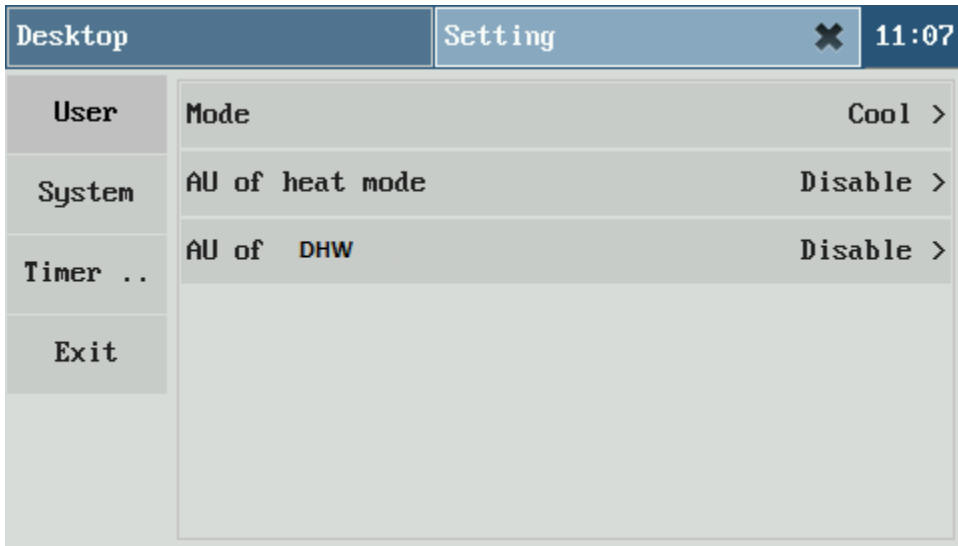 Desktop Setting 11:07
User
Mode Cool >
System
AU of heat mode Disable >
Timer ..
AU of DHW Disable >
Exit